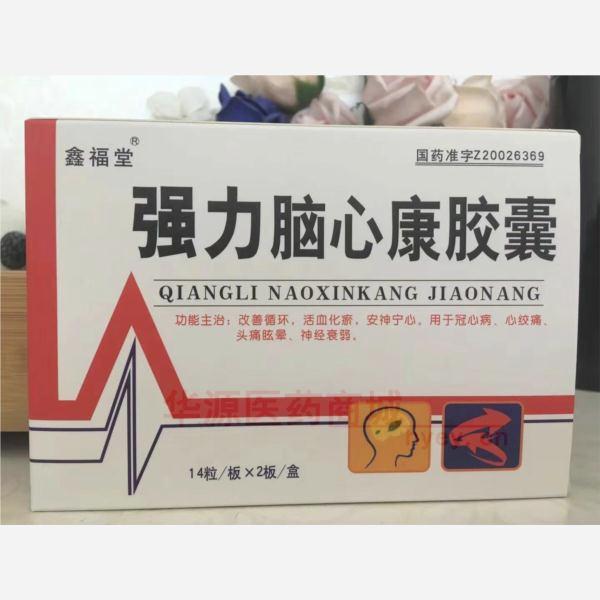 鑫福堂®
国药准字Z20026369
强力脑心康胶囊
QIANGLI NAOXINKANG JIAONANG
功能主治：改善循环，活血化瘀，安神宁心。用于冠心病、心绞痛、
头痛眩晕、神经衰弱。
华源医药商城
14粒/板×2板/盒